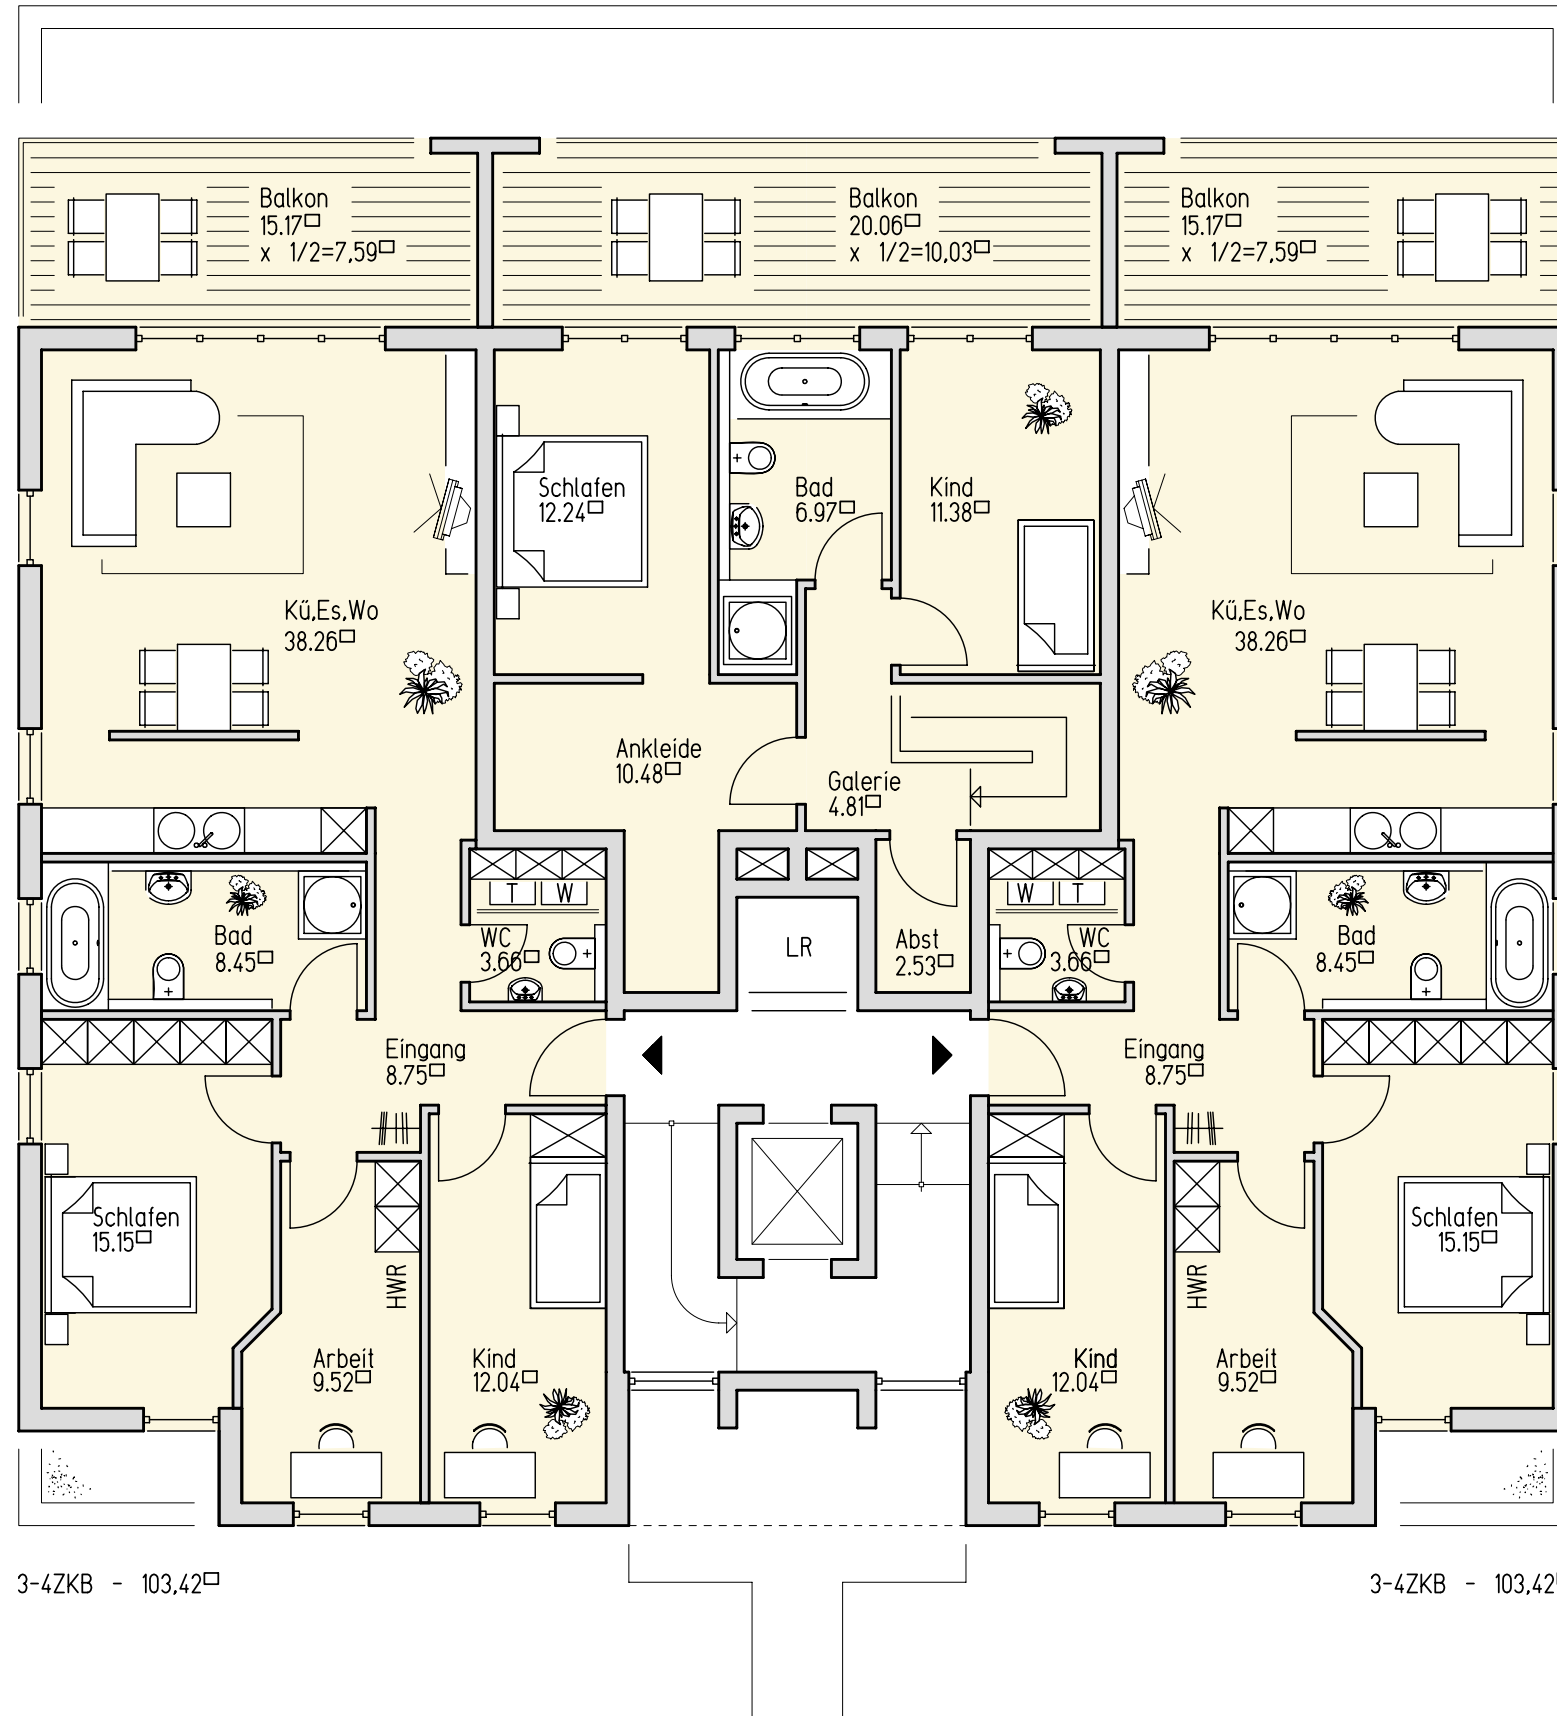 Balkon
15.17□
x 1/2=7,59□
Balkon
20.06□
x 1/2=10,03□
Balkon
15.17□
x 1/2=7,59□
Schlafen
12.24□
Bad
6.97□
Kind
11.38□
Kü,Es,Wo
38.26□
Kü,Es,Wo
38.26□
Ankleide
10.48□
Galerie
4.81□
T W
W T
Bad
8.45□
WC
3.66□
LR
Abst
2.53□
WC
3.66□
Bad
8.45□
Eingang
8.75□
Eingang
8.75□
Schlafen
15.15□
HWR
HWR
Schlafen
15.15□
Arbeit
9.52□
Kind
12.04□
Kind
12.04□
Arbeit
9.52□
3-4ZKB - 103,42□
3-4ZKB - 103,42